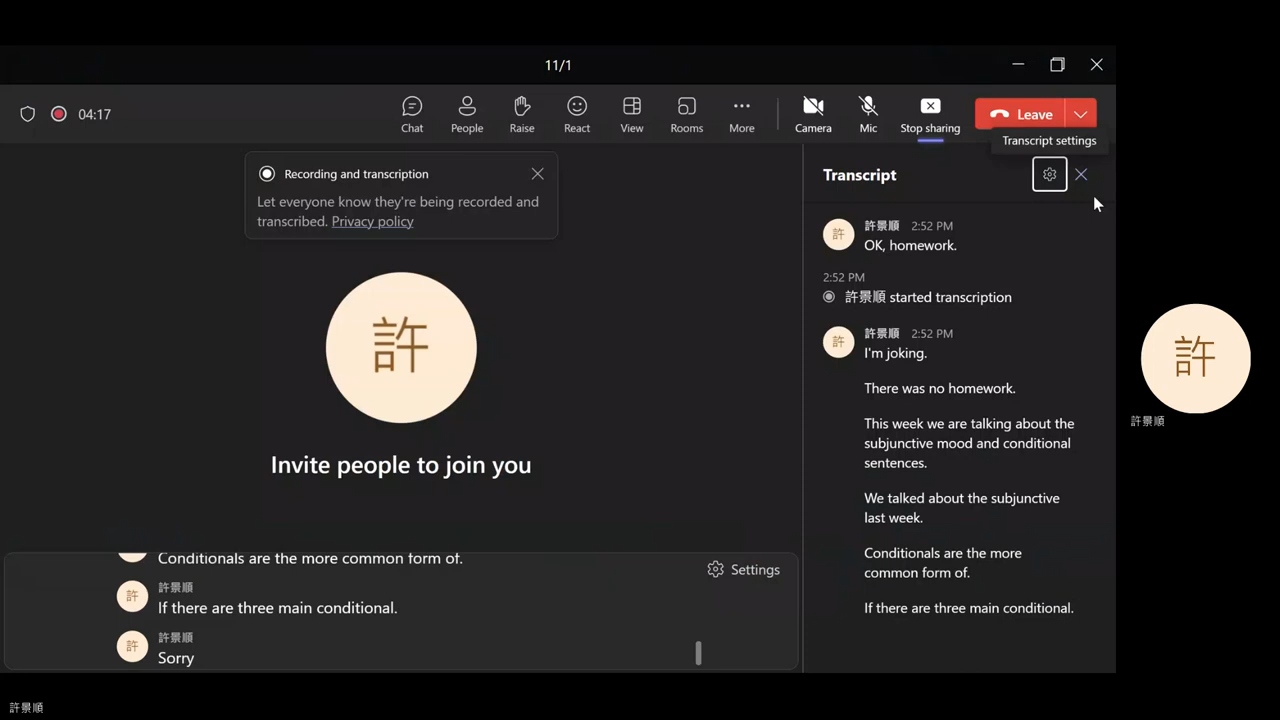 11/1
04:17
Chat
People
Raise
React
View
Rooms
More
Camera
Mic
Stop sharing
Leave
Transcript settings
Recording and transcription
Let everyone know they're being recorded and
transcribed. Privacy policy
許
Invite people to join you
Conditionals are the more common form of.
Settings
許景順
許
If there are three main conditional.
許景順
許
Sorry
Transcript
許
許景順 2:52 PM
OK, homework.
2:52 PM
許景順 started transcription
許
許景順 2:52 PM
I'm joking.
There was no homework.
This week we are talking about the
subjunctive mood and conditional
sentences.
We talked about the subjunctive
last week.
Conditionals are the more
common form of.
If there are three main conditional.
許
許景順
許景順